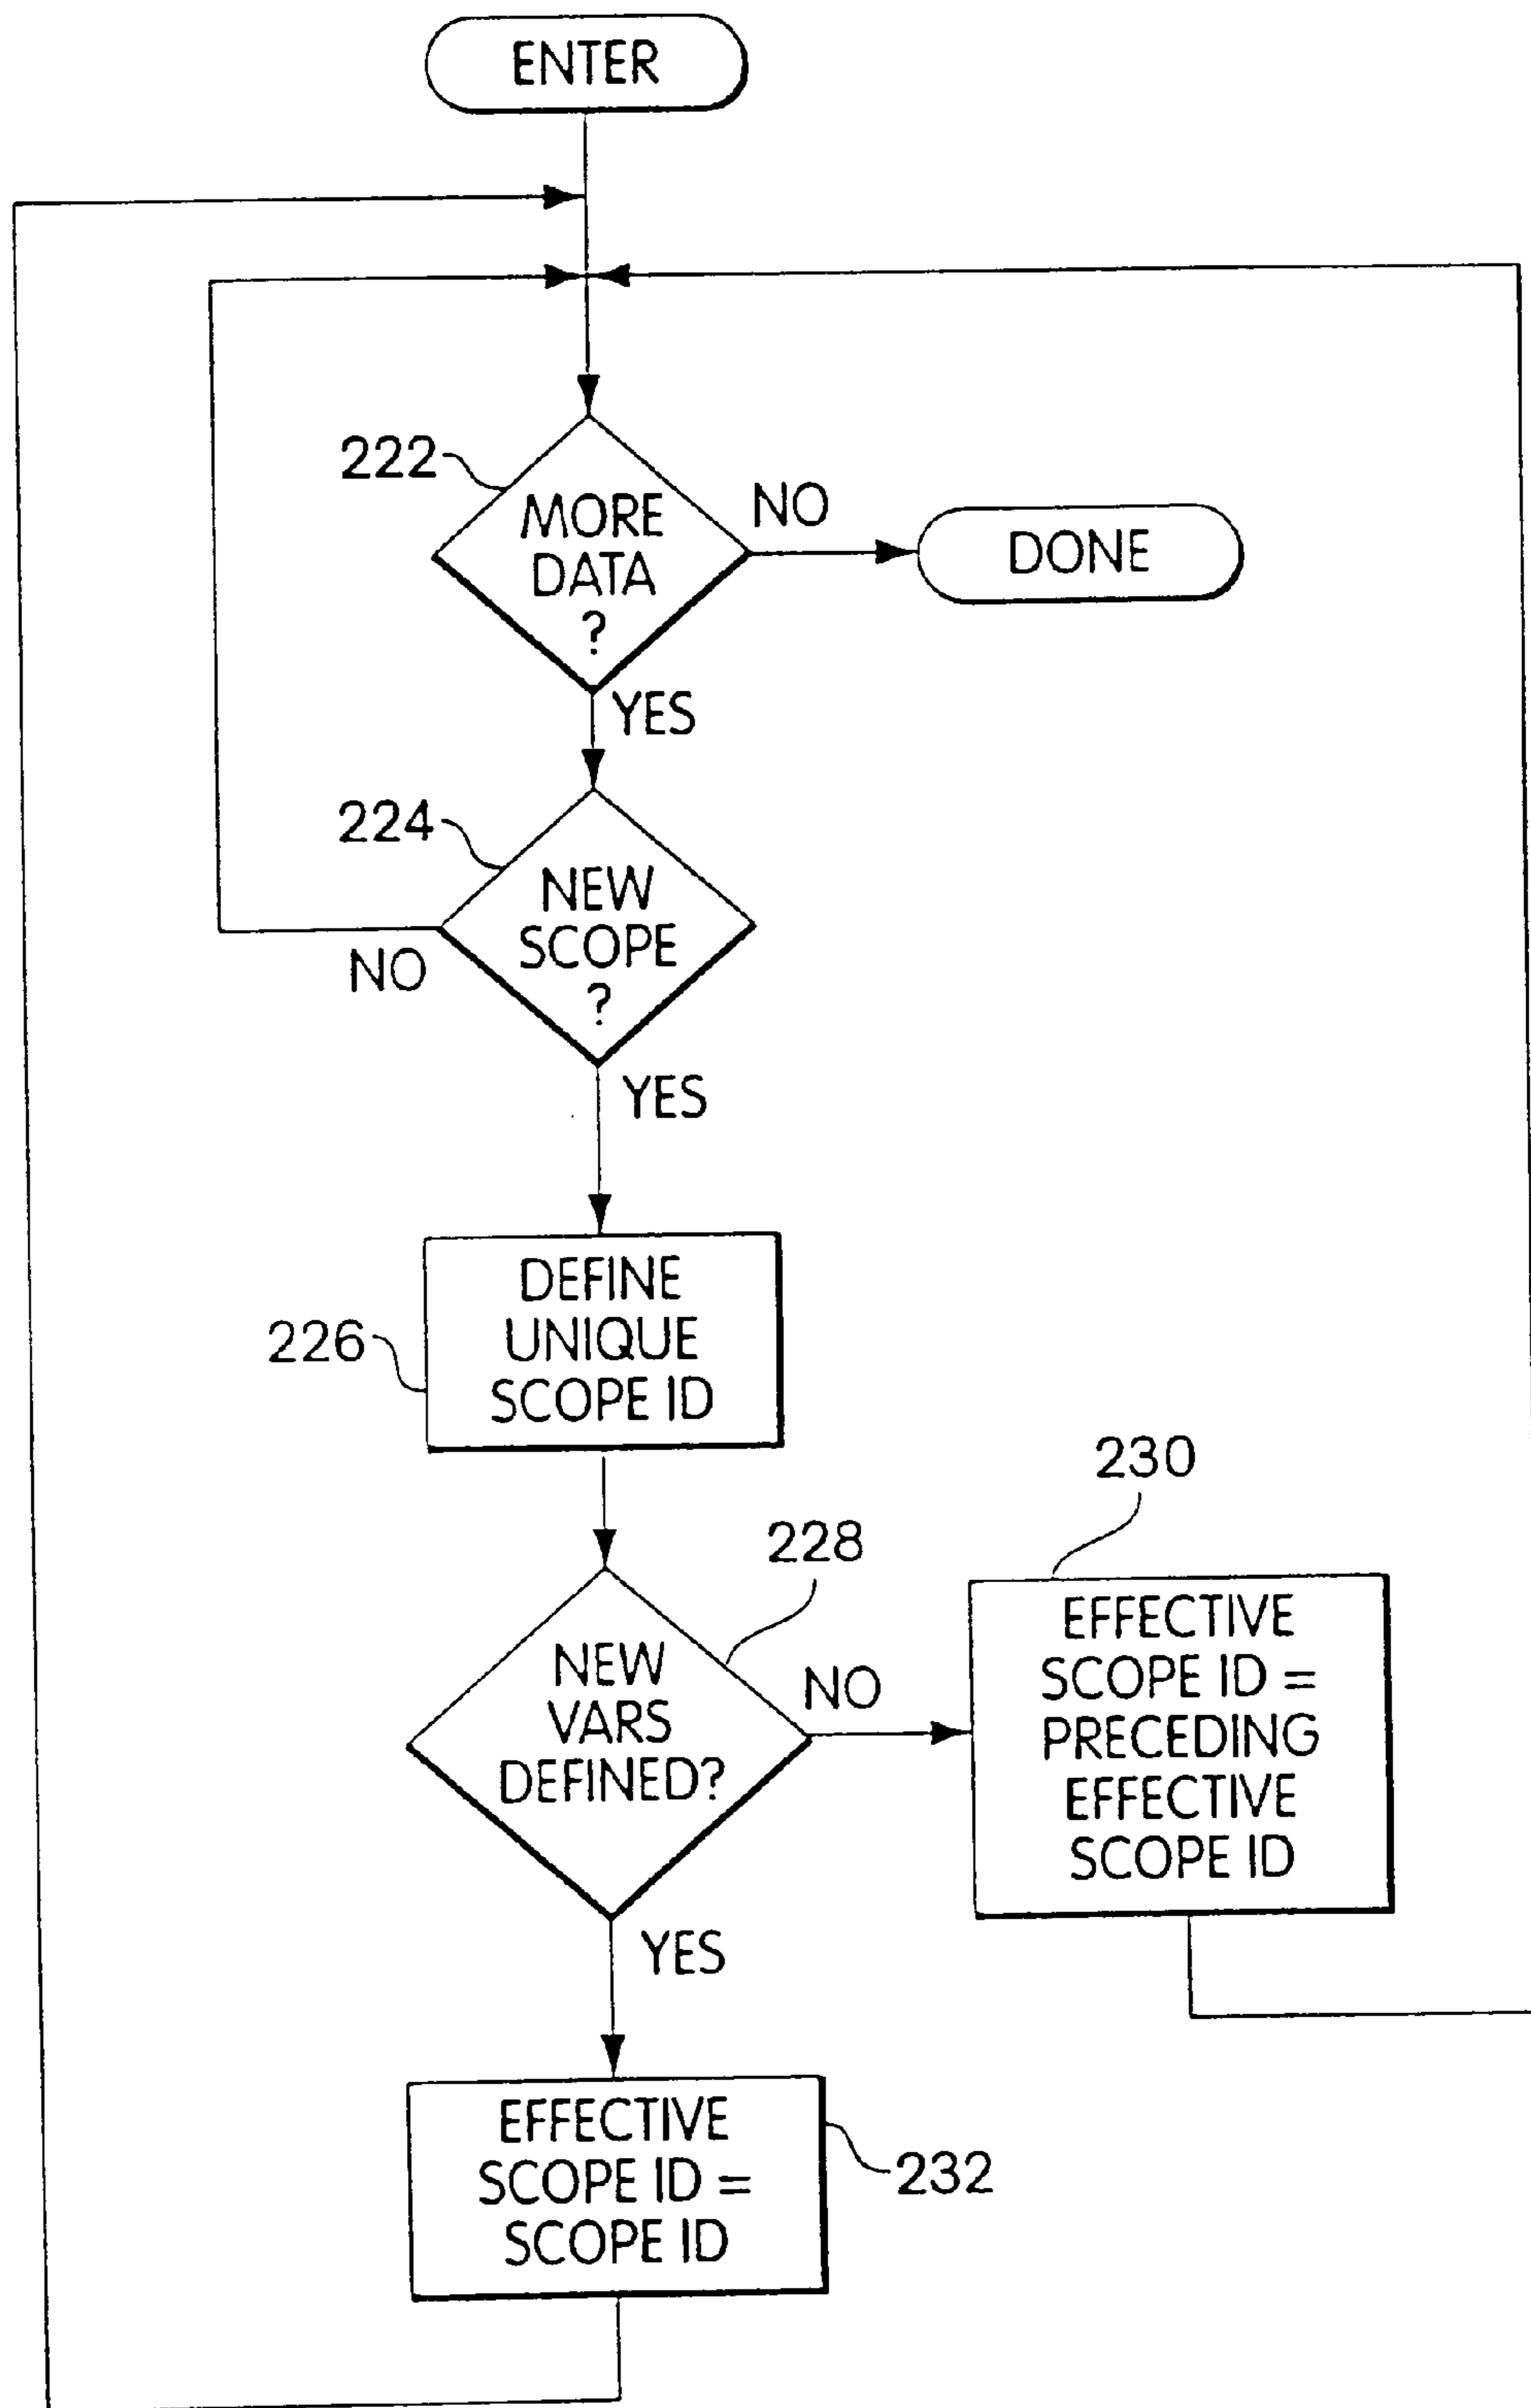 ENTER
222
MORE
DATA
?
NO
DONE
YES
224
NEW
SCOPE
?
NO
YES
DEFINE
UNIQUE
SCOPE ID
226
228
NEW
VARS
DEFINED?
NO
230
EFFECTIVE
SCOPE ID =
PRECEDING
EFFECTIVE
SCOPE ID
YES
EFFECTIVE
SCOPE ID =
SCOPE ID
232